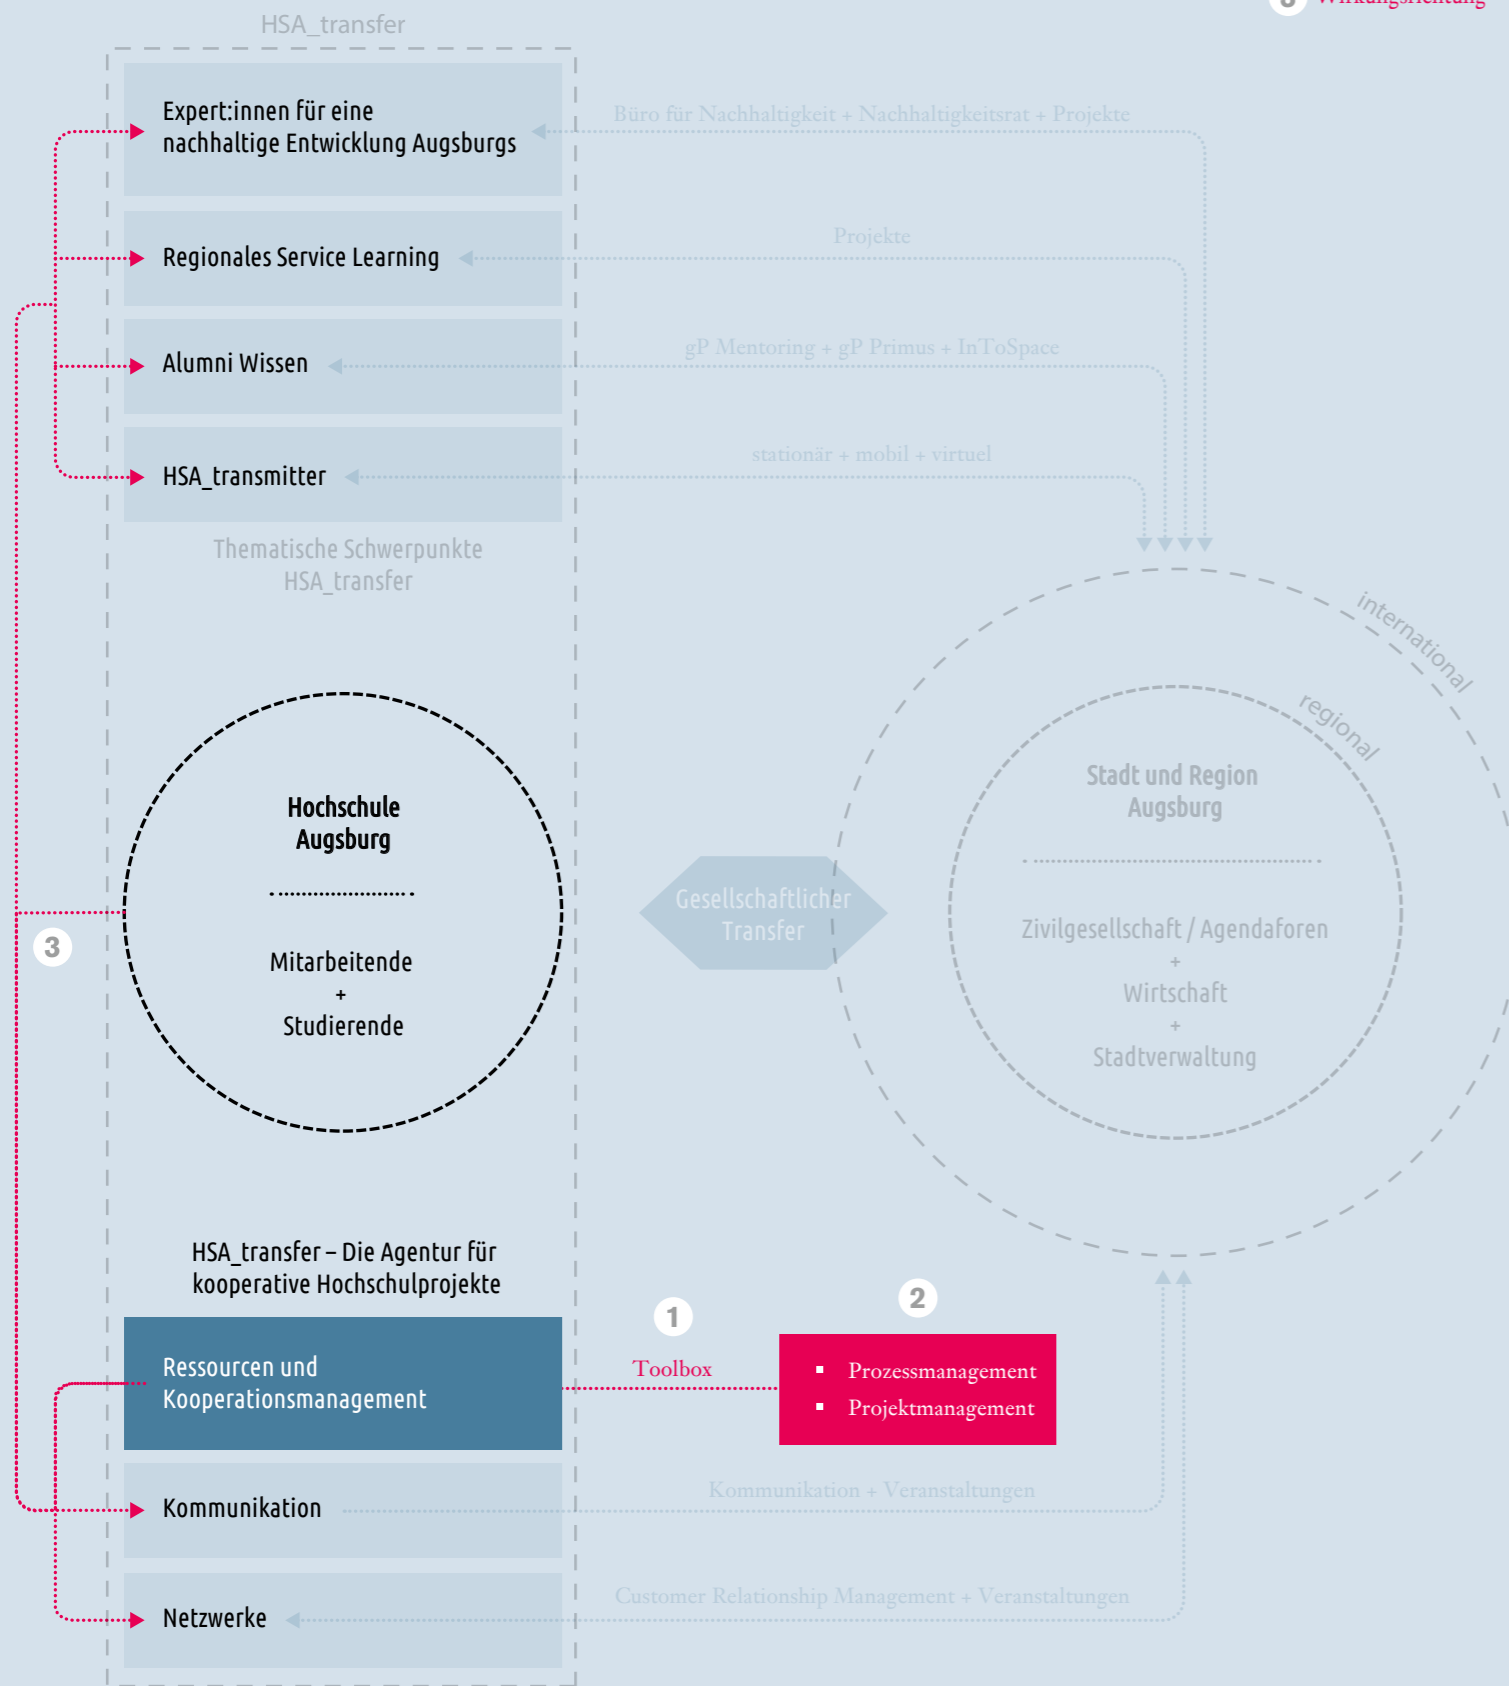 3 Wirkungsrichtung
HSA_transfer
Expert:innen für eine
nachhaltige Entwicklung Augsburgs
Büro für Nachhaltigkeit + Nachhaltigkeitsrat + Projekte
Regionales Service Learning
Projekte
Alumni Wissen
gP Mentoring + gP Primus + InToSpace
HSA_transmitter
stationär + mobil + virtuel
Thematische Schwerpunkte
HSA_transfer
international
regional
Hochschule
Augsburg
Mitarbeitende
+
Studierende
3
Gesellschaftlicher
Transfer
Stadt und Region
Augsburg
Zivilgesellschaft / Agendaforen
+
Wirtschaft
+
Stadtverwaltung
HSA_transfer – Die Agentur für
kooperative Hochschulprojekte
Ressourcen und
Kooperationsmanagement
1
Toolbox
2
▪ Prozessmanagement
▪ Projektmanagement
Kommunikation
Kommunikation + Veranstaltungen
Netzwerke
Customer Relationship Management + Veranstaltungen